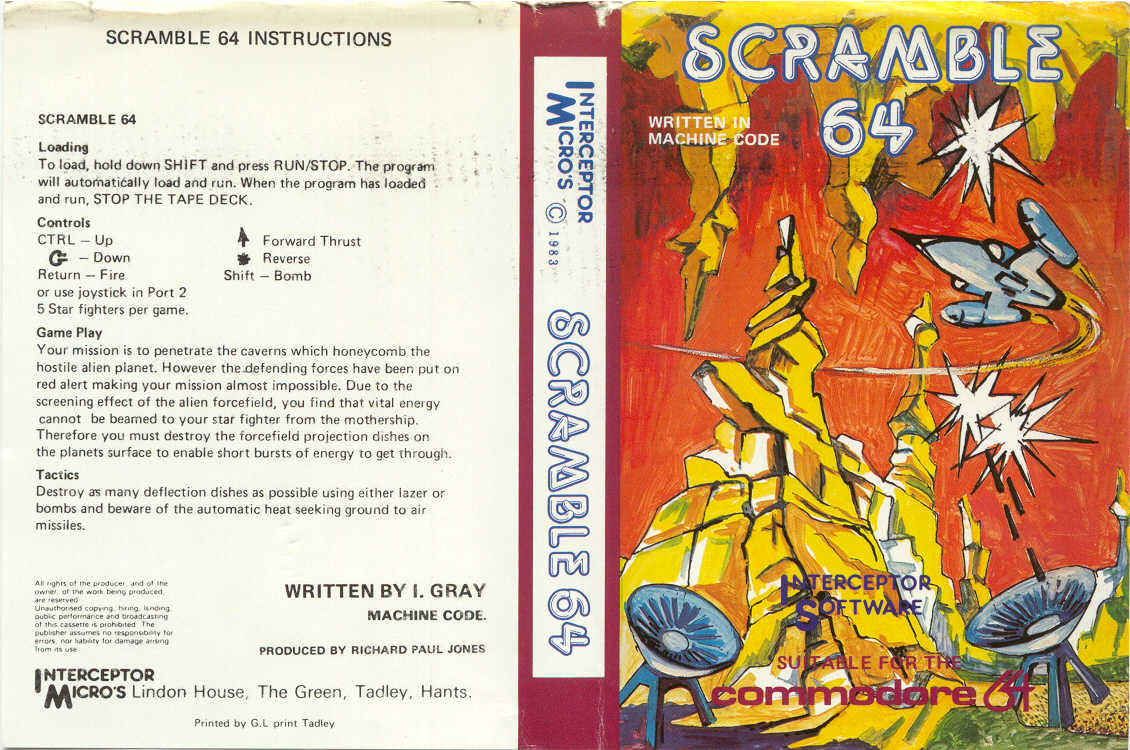 SCRAMBLE 64 INSTRUCTIONS
SCRAMBLE 64
Loading
To load, hold down SHIFT and press RUN/STOP. The program
will automatically load and run. When the program has loaded
and run, STOP THE TAPE DECK.
Controls
CTRL – Up
Forward Thrust
– Down
Reverse
Return – Fire
Shift – Bomb
or use joystick in Port 2
5 Star fighters per game.
Game Play
Your mission is to penetrate the caverns which honeycomb the
hostile alien planet. However the defending forces have been put on
red alert making your mission almost impossible. Due to the
screening effect of the alien forcefield, you find that vital energy
cannot be beamed to your star fighter from the mothership.
Therefore you must destroy the forcefield projection dishes on
the planets surface to enable short bursts of energy to get through.
Tactics
Destroy as many deflection dishes as possible using either lazer or
bombs and beware of the automatic heat seeking ground to air
missiles.
All rights of the producer, and of the
owner, of the work being produced,
are reserved
Unauthorised copying, hiring, lending,
public performance and broadcasting
of this cassette is prohibited. The
publisher assumes no responsibility for
errors, nor liability for damage arising
from its use
WRITTEN BY I. GRAY
MACHINE CODE.
PRODUCED BY RICHARD PAUL JONES
INTERCEPTOR
MICRO'S Lindon House, The Green, Tadley, Hants.
Printed by G.L print Tadley
INTERCEPTOR
MICRO'S © 1983
SCRAMBLE 64
SCRAMBLE
64
WRITTEN IN
MACHINE CODE
INTERCEPTOR
SOFTWARE
SUITABLE FOR THE
commodore 64